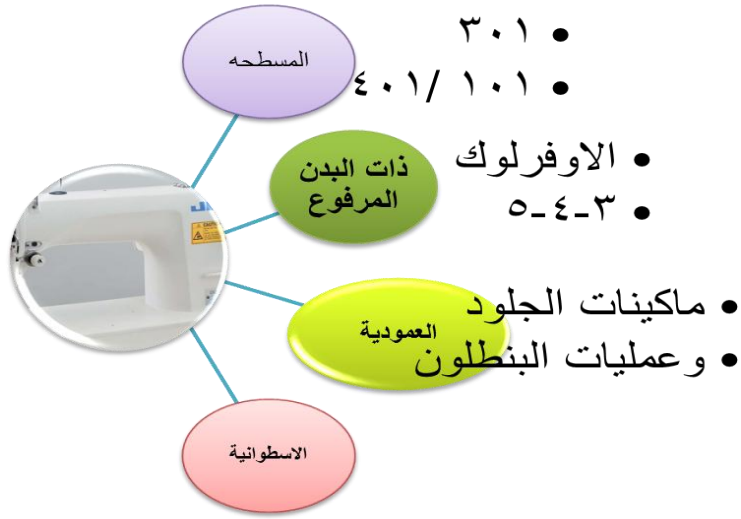 المسطحه
• ٣٠١
• ١٠١ /٤٠١
ذات البدن
المرفوع
• الاوفرلوك
• ٣-٤-٥
العمودية
• ماكينات الجلود
• وعمليات البنطلون
الاسطوانية